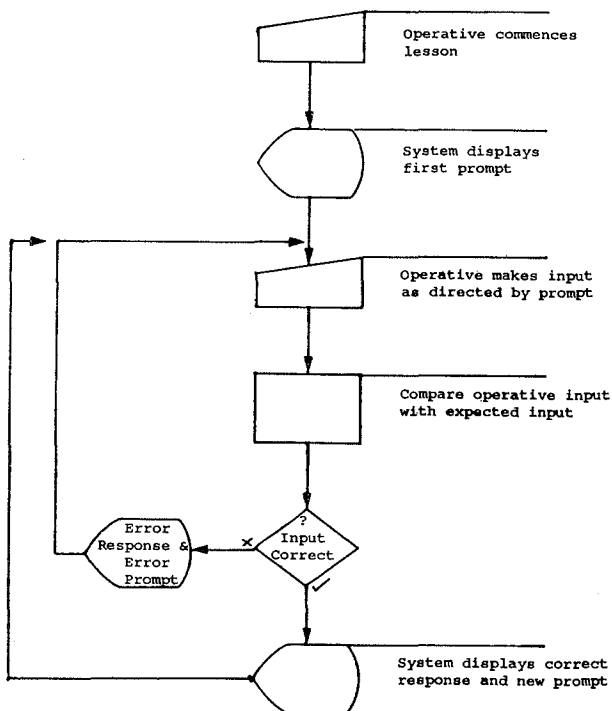 Operative commences
lesson
System displays
first prompt
Operative makes input
as directed by prompt
Compare operative input
with expected input
?
Input
Correct
Error
Response &
Error
Prompt
System displays correct
response and new prompt